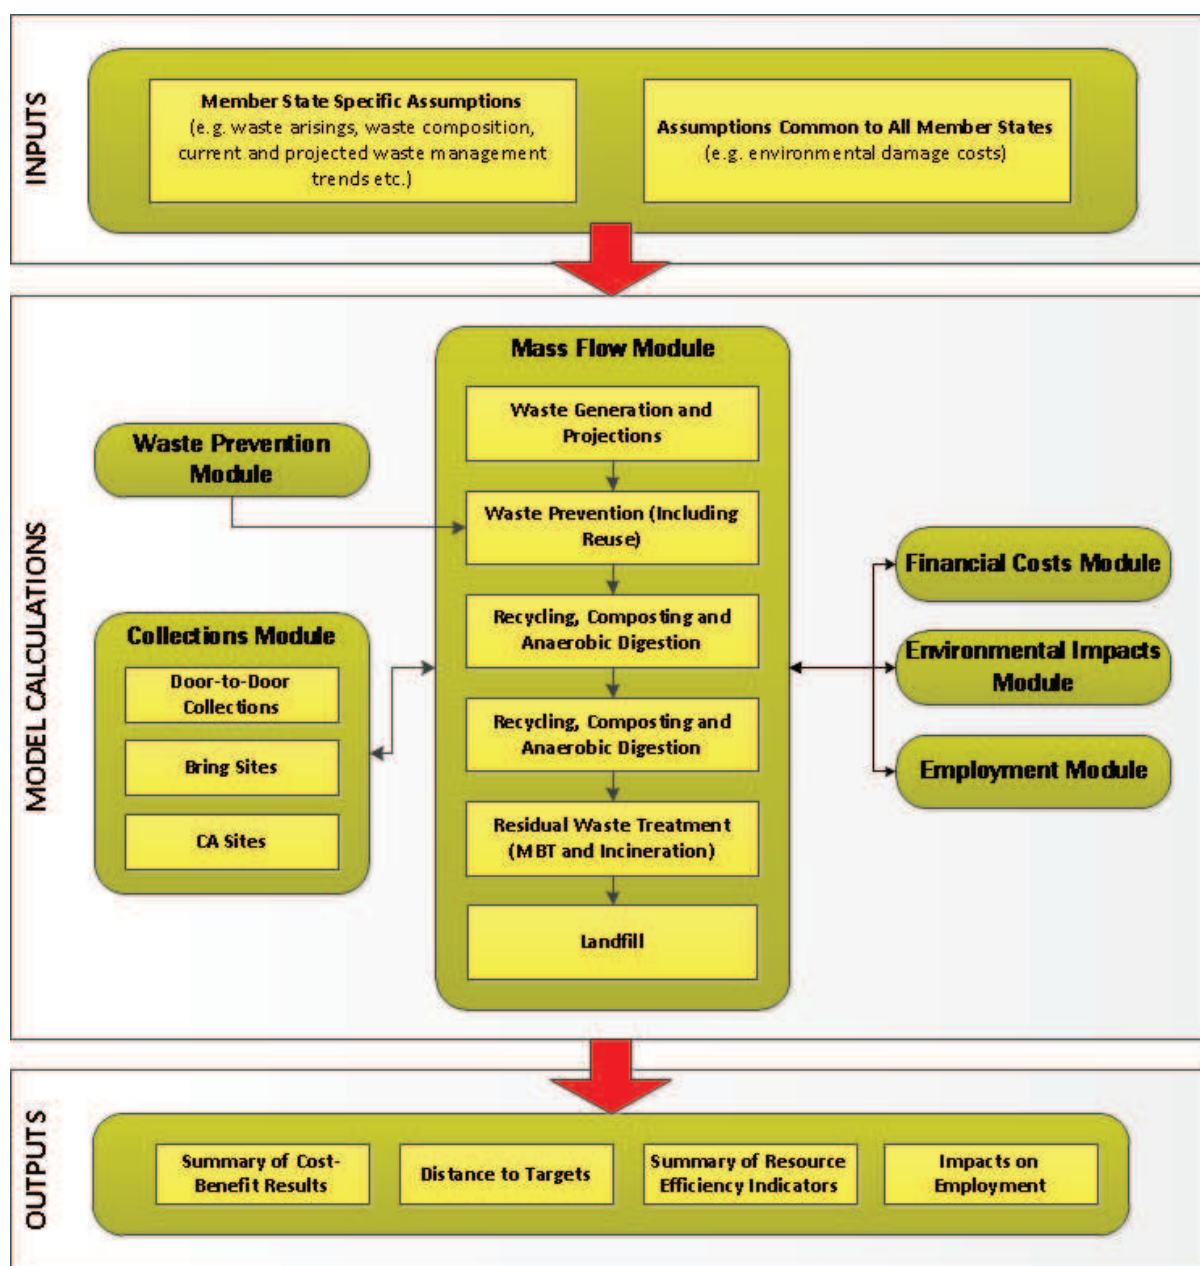 INPUTS
Member State Specific Assumptions
(e.g. waste arisings, waste composition,
current and projected waste management
trends etc.)
Assumptions Common to All Member States
(e.g. environmental damage costs)
MODEL CALCULATIONS
Mass Flow Module
Waste Generation and
Projections
Waste Prevention
Module
Waste Prevention (Including
Reuse)
Recycling, Composting and
Anaerobic Digestion
Recycling, Composting and
Anaerobic Digestion
Residual Waste Treatment
(MBT and Incineration)
Landfill
Collections Module
Door-to-Door
Collections
Bring Sites
CA Sites
Financial Costs Module
Environmental Impacts
Module
Employment Module
OUTPUTS
Summary of Cost-
Benefit Results
Distance to Targets
Summary of Resource
Efficiency Indicators
Impacts on
Employment